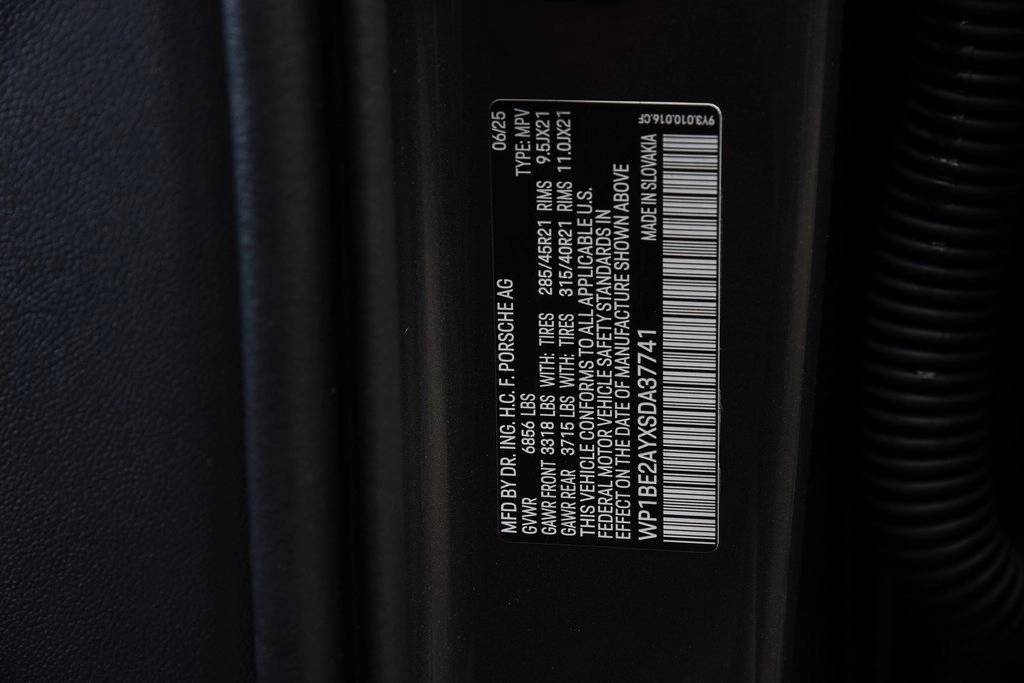 MFD BY DR. ING. H.C. F. PORSCHE AG 06/25
GVWR 6856 LBS TYPE: MPV
GAWR FRONT 3318 LBS WITH: TIRES 285/45R21 RIMS 9.5JX21
GAWR REAR 3715 LBS WITH: TIRES 315/40R21 RIMS 11.0JX21
THIS VEHICLE CONFORMS TO ALL APPLICABLE U.S.
FEDERAL MOTOR VEHICLE SAFETY STANDARDS IN
EFFECT ON THE DATE OF MANUFACTURE SHOWN ABOVE
WP1BE2AYXSDA37741 MADE IN SLOVAKIA
9Y3.010.016.CF